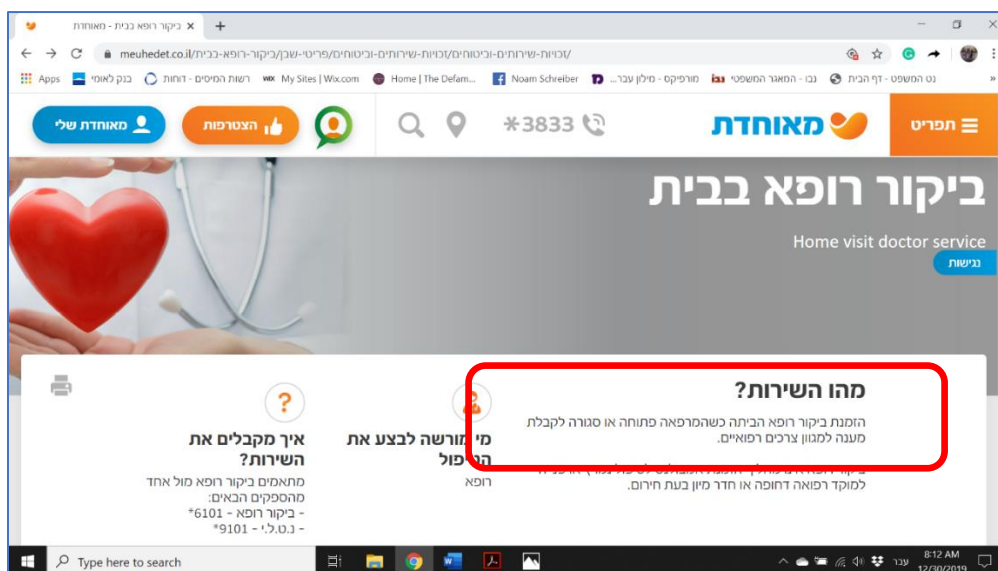 ביקור רופא בבית - מאוחדת
meuhedet.co.il/זכויות-שירותים-וביטוחים/זכויות-שירותים-וביטוחים/פריטי-שבן/ביקור-רופא-בבית/
Apps
בנק לאומי
רשות המיסים - דוחות
My Sites | Wix.com
Home | The Defam...
Noam Schreiber
מורפיקס - מילון עבר...
נבו - המאגר המשפטי
נט המשפט - דף הבית
תפריט
מאוחדת
*3833
הצטרפות
מאוחדת שלי
ביקור רופא בבית
Home visit doctor service
נגישות
מהו השירות?
הזמנת ביקור רופא הביתה כשהמרפאה פתוחה או סגורה לקבלת
מענה למגוון צרכים רפואיים.
למוקד רפואה דחופה או חדר מיון בעת חירום.
מי מורשה לבצע את
הטיפול
רופא
איך מקבלים את
השירות?
מתאמים ביקור רופא מול אחד
מהספקים הבאים:
- ביקור רופא - 6101*
- נ.ט.ל.י - 9101*
Type here to search
עבר
8:12 AM
12/30/2019